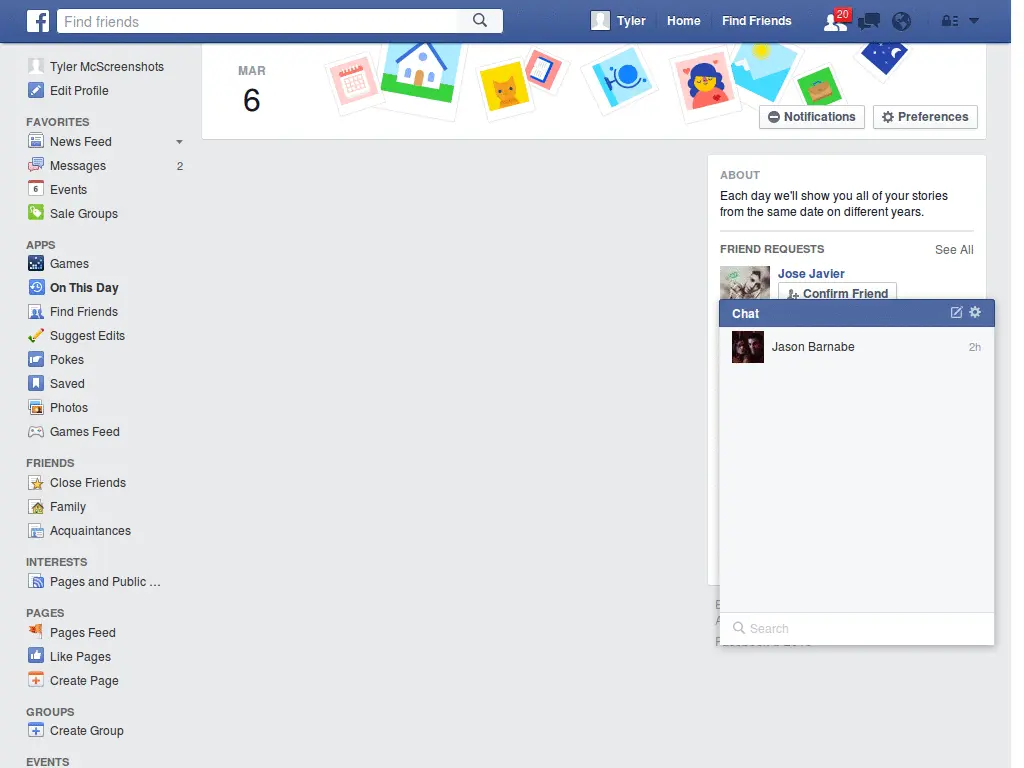 Find friends
Tyler
Home
Find Friends
20
Tyler McScreenshots
Edit Profile
FAVORITES
News Feed
Messages 2
6 Events
Sale Groups
APPS
Games
On This Day
Find Friends
Suggest Edits
Pokes
Saved
Photos
Games Feed
FRIENDS
Close Friends
Family
Acquaintances
INTERESTS
Pages and Public ...
PAGES
Pages Feed
Like Pages
Create Page
GROUPS
Create Group
EVENTS
MAR
6
Notifications
Preferences
ABOUT
Each day we'll show you all of your stories
from the same date on different years.
FRIEND REQUESTS See All
Jose Javier
Confirm Friend
Chat
Jason Barnabe 2h
Search